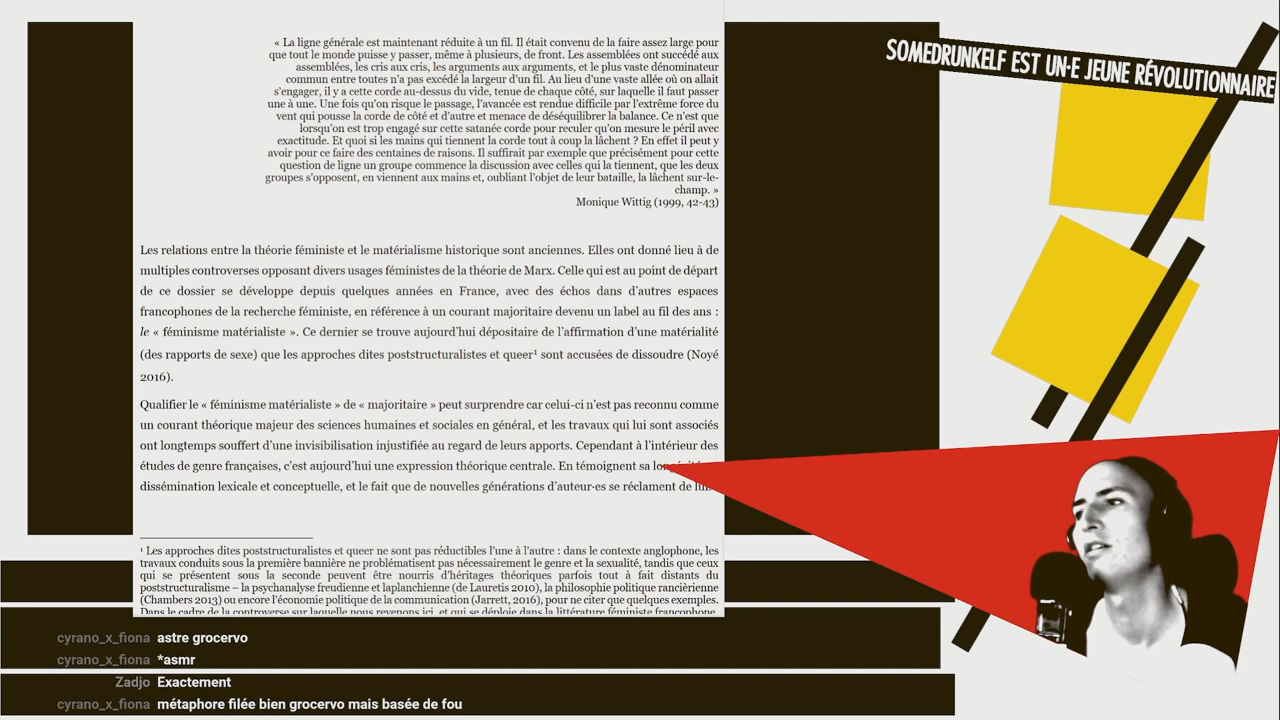 « La ligne générale est maintenant réduite à un fil. Il était convenu de la faire assez large pour
que tout le monde puisse y passer, même à plusieurs, de front. Les assemblées ont succédé aux
assemblées, les cris aux cris, les arguments aux arguments, et le plus vaste dénominateur
commun entre toutes n'a pas excédé la largeur d'un fil. Au lieu d'une vaste allée où on allait
s'engager, il y a cette corde au-dessus du vide, tenue de chaque côté, sur laquelle il faut passer
une à une. Une fois qu'on risque le passage, l'avancée est rendue difficile par l'extrême force du
vent qui pousse la corde de côté et d'autre et menace de déséquilibrer la balance. Ce n'est que
lorsqu'on est trop engagé sur cette satanée corde pour reculer qu'on mesure le péril avec
exactitude. Et quoi si les mains qui tiennent la corde tout à coup la lâchent ? En effet il peut y
avoir pour ce faire des centaines de raisons. Il suffirait par exemple que précisément pour cette
question de ligne un groupe commence la discussion avec celles qui la tiennent, que les deux
groupes s'opposent, en viennent aux mains et, oubliant l'objet de leur bataille, la lâchent sur-le-
champ. »
Monique Wittig (1999, 42-43)
Les relations entre la théorie féministe et le matérialisme historique sont anciennes. Elles ont donné lieu à de
multiples controverses opposant divers usages féministes de la théorie de Marx. Celle qui est au point de départ
de ce dossier se développe depuis quelques années en France, avec des échos dans d'autres espaces
francophones de la recherche féministe, en référence à un courant majoritaire devenu un label au fil des ans :
le « féminisme matérialiste ». Ce dernier se trouve aujourd'hui dépositaire de l'affirmation d'une matérialité
(des rapports de sexe) que les approches dites poststructuralistes et queer¹ sont accusées de dissoudre (Noyé
2016).
Qualifier le « féminisme matérialiste » de « majoritaire » peut surprendre car celui-ci n'est pas reconnu comme
un courant théorique majeur des sciences humaines et sociales en général, et les travaux qui lui sont associés
ont longtemps souffert d'une invisibilisation injustifiée au regard de leurs apports. Cependant à l'intérieur des
études de genre françaises, c'est aujourd'hui une expression théorique centrale. En témoignent sa
dissémination lexicale et conceptuelle, et le fait que de nouvelles générations d'auteur·es se réclament de
¹ Les approches dites poststructuralistes et queer ne sont pas réductibles l'une à l'autre : dans le contexte anglophone, les
travaux conduits sous la première bannière ne problématisent pas nécessairement le genre et la sexualité, tandis que ceux
qui se présentent sous la seconde peuvent être nourris d'héritages théoriques parfois tout à fait distants du
poststructuralisme – la psychanalyse freudienne et laplanchienne (de Lauretis 2010), la philosophie politique rancièrienne
(Chambers 2013) ou encore l'économie politique de la communication (Jarrett, 2016), pour ne citer que quelques exemples.
Dans le cadre de la controverse sur laquelle nous revenons ici, et qui se déploie dans la littérature féministe francophone,
SOMEDRUNKELF EST UN·E JEUNE RÉVOLUTIONNAIRE
cyrano_x_fiona astre grocervo
cyrano_x_fiona *asmr
Zadjo Exactement
cyrano_x_fiona métaphore filée bien grocervo mais basée de fou